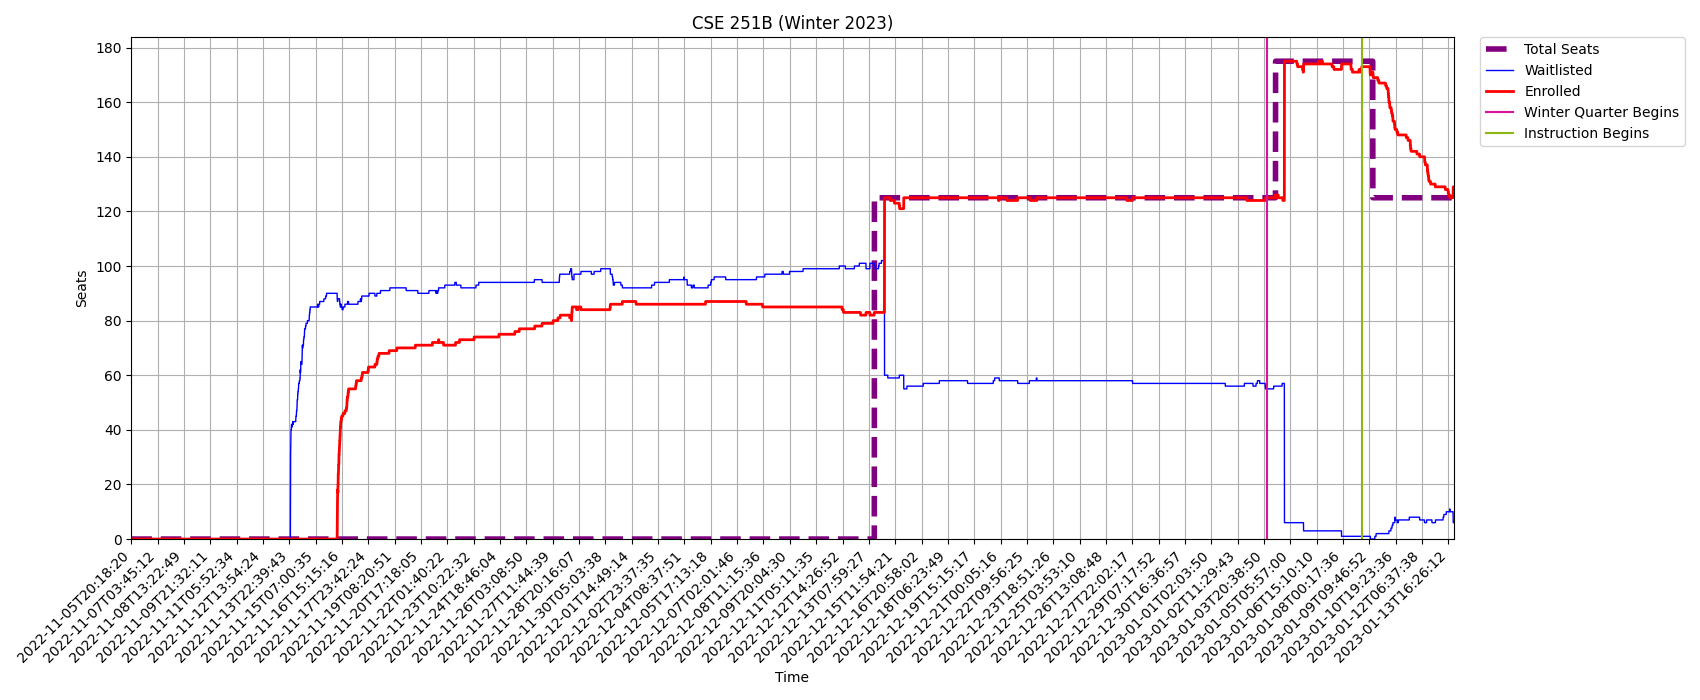 CSE 251B (Winter 2023)
Total Seats
Waitlisted
Enrolled
Winter Quarter Begins
Instruction Begins
Seats
180
160
140
120
100
80
60
40
20
0
2022-11-05T20:18:20
2022-11-07T03:45:12
2022-11-08T13:22:49
2022-11-09T21:32:11
2022-11-11T05:52:34
2022-11-12T13:54:24
2022-11-13T22:39:43
2022-11-15T07:00:35
2022-11-16T15:15:16
2022-11-17T23:42:24
2022-11-19T08:20:51
2022-11-20T17:18:05
2022-11-22T01:40:22
2022-11-23T10:22:32
2022-11-24T18:46:04
2022-11-26T03:08:50
2022-11-27T11:44:39
2022-11-28T20:16:07
2022-11-30T05:03:38
2022-12-01T14:49:14
2022-12-02T23:37:35
2022-12-04T08:37:51
2022-12-05T17:13:18
2022-12-07T02:01:46
2022-12-08T11:15:36
2022-12-09T20:04:30
2022-12-11T05:11:35
2022-12-12T14:26:52
2022-12-13T07:59:27
2022-12-15T11:54:21
2022-12-16T20:58:02
2022-12-18T06:23:49
2022-12-19T15:15:17
2022-12-21T00:05:16
2022-12-22T09:56:25
2022-12-23T18:51:26
2022-12-25T03:53:10
2022-12-26T13:08:48
2022-12-27T22:02:17
2022-12-29T07:17:52
2022-12-30T16:36:57
2023-01-01T02:03:50
2023-01-02T11:29:43
2023-01-03T20:38:50
2023-01-05T05:57:00
2023-01-06T15:10:10
2023-01-08T00:17:36
2023-01-09T09:46:52
2023-01-10T19:23:36
2023-01-12T06:37:38
2023-01-13T16:26:12
Time